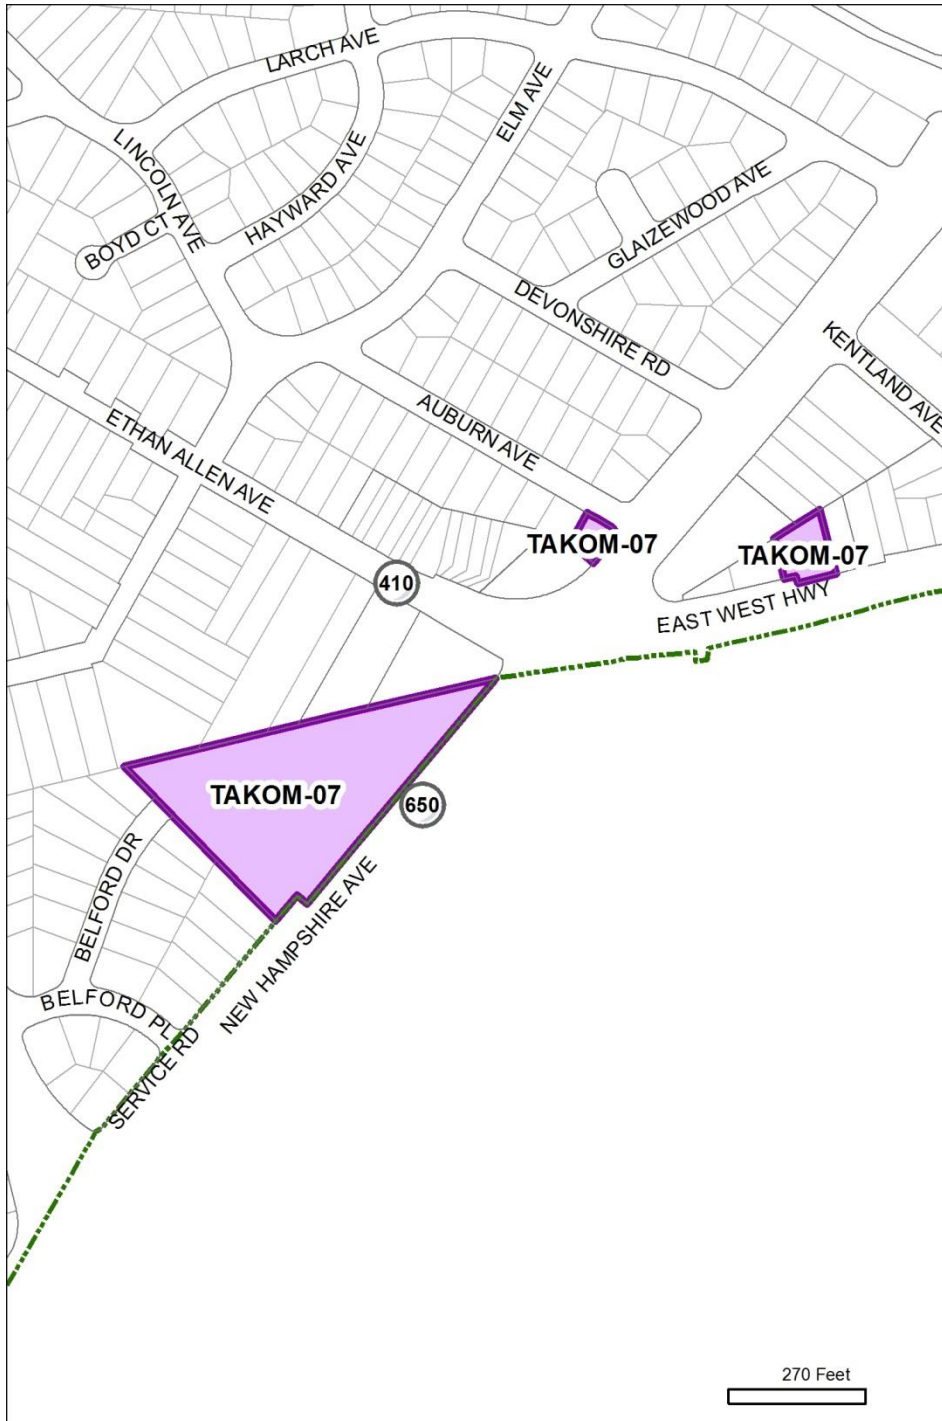 LARCH AVE
ELM AVE
LINCOLN AVE
HAYWARD AVE
BOYD CT
GLAIZEWOOD AVE
DEVONSHIRE RD
KENTLAND AVE
AUBURN AVE
ETHAN ALLEN AVE
TAKOM-07
TAKOM-07
410
EAST WEST HWY
TAKOM-07
650
BELFORD DR
NEW HAMPSHIRE AVE
BELFORD PL
SERVICE RD
270 Feet